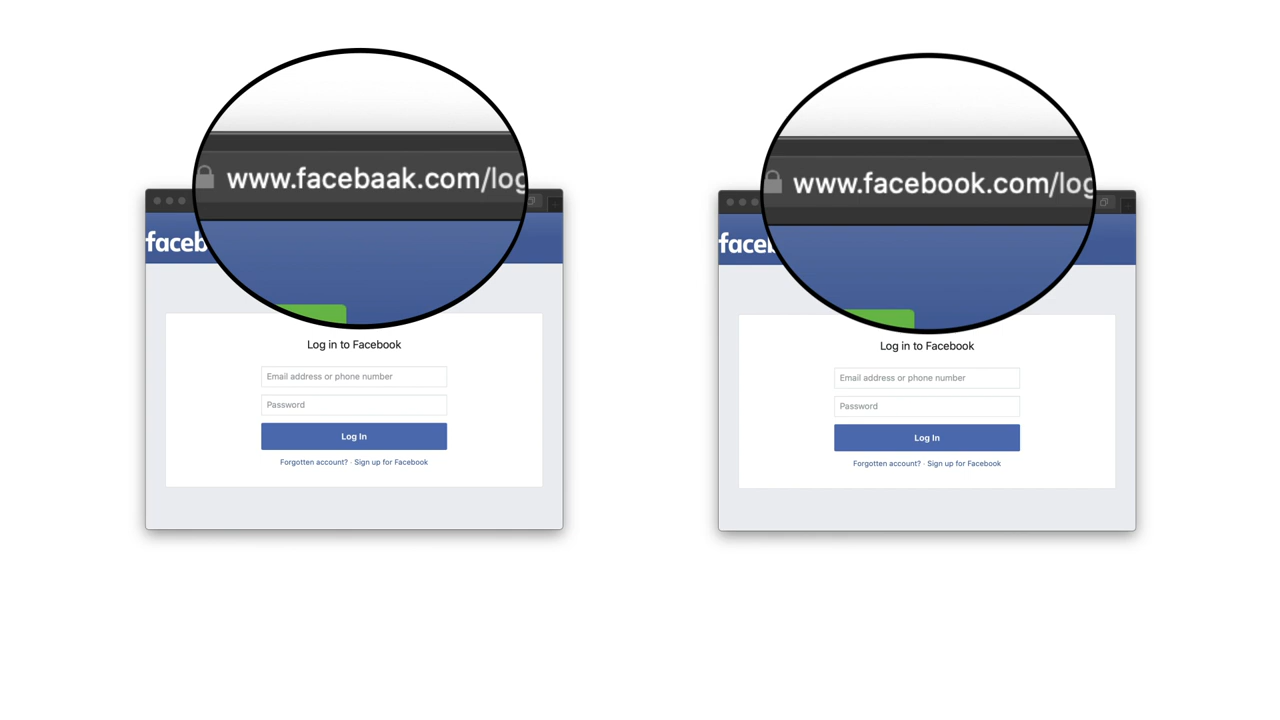 www.facebaak.com/log
faceb
Log in to Facebook
Email address or phone number
Password
Log In
Forgotten account? · Sign up for Facebook
www.facebook.com/log
faceb
Log in to Facebook
Email address or phone number
Password
Log In
Forgotten account? · Sign up for Facebook